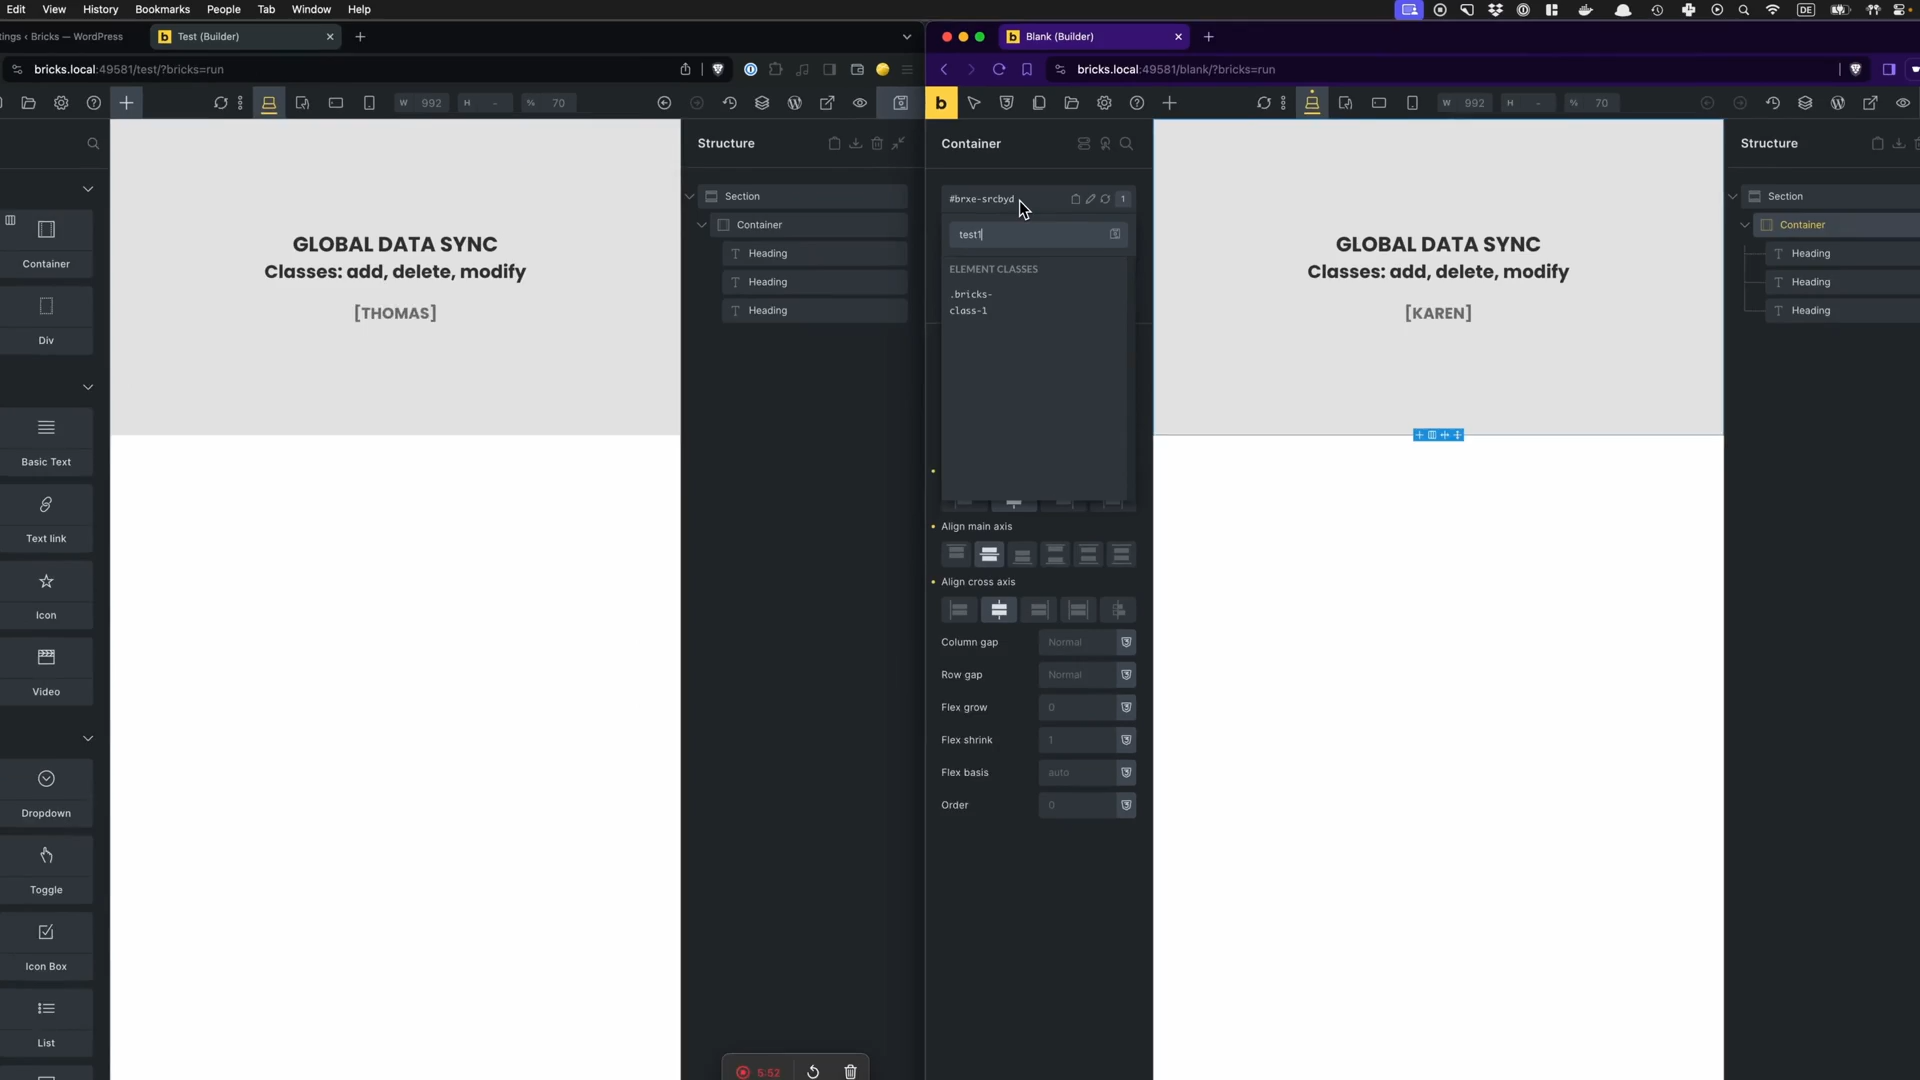 Edit View History Bookmarks People Tab Window Help
DE
tings ‹ Bricks — WordPress
Test (Builder)
bricks.local:49581/test/?bricks=run
W 992 H - % 70
Container
Div
Basic Text
Text link
Icon
Video
Dropdown
Toggle
Icon Box
List
GLOBAL DATA SYNC
Classes: add, delete, modify
[THOMAS]
Structure
Section
Container
Heading
Heading
Heading
5:52
b Blank (Builder)
bricks.local:49581/blank/?bricks=run
b
W 992 H - % 70
Container
#brxe-srcbyd
1
test1
ELEMENT CLASSES
.bricks-
class-1
Align main axis
Align cross axis
Column gap Normal
Row gap Normal
Flex grow 0
Flex shrink 1
Flex basis auto
Order 0
GLOBAL DATA SYNC
Classes: add, delete, modify
[KAREN]
Structure
Section
Container
Heading
Heading
Heading